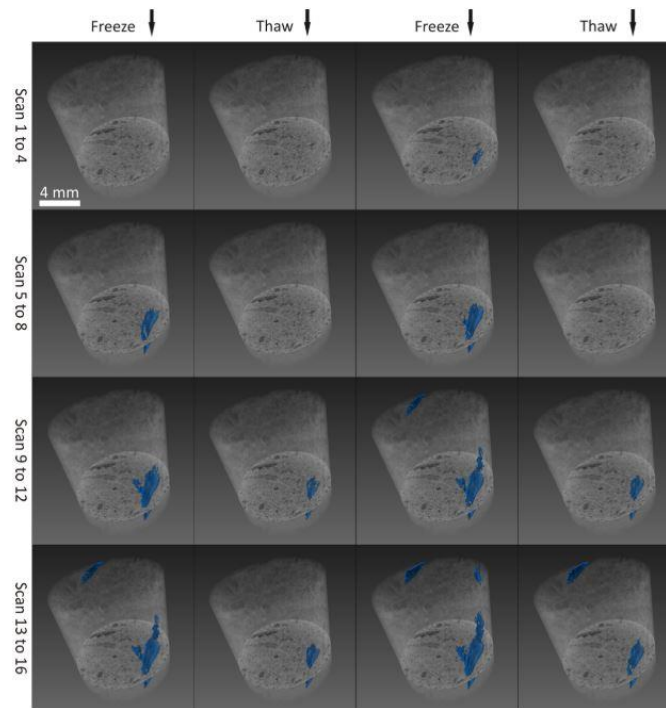 Freeze Thaw Freeze Thaw
Scan 1 to 4
4 mm
Scan 5 to 8
Scan 9 to 12
Scan 13 to 16